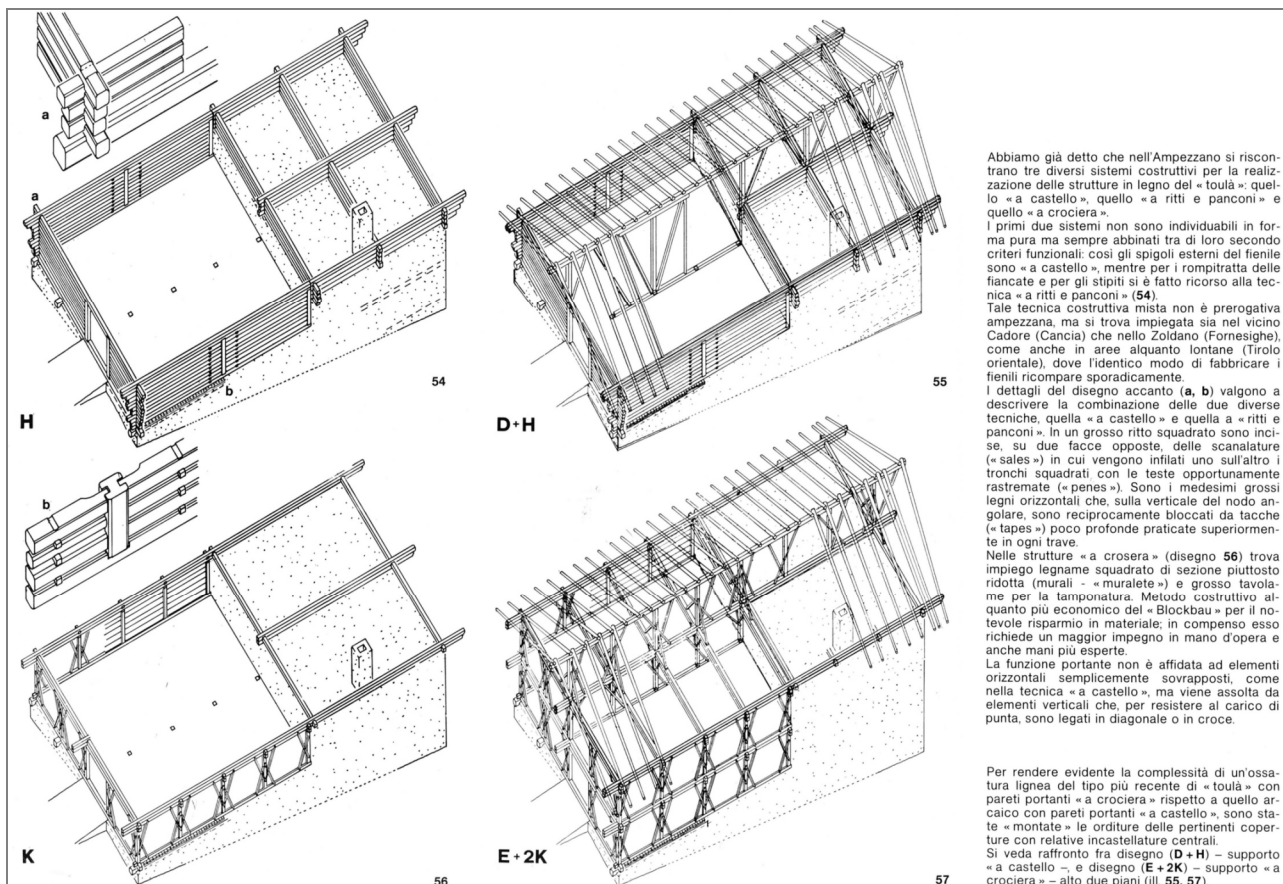 a
a
b
54
H
55
D+H
b
56
K
57
E+2K
Abbiamo già detto che nell'Ampezzano si riscon-
trano tre diversi sistemi costruttivi per la realiz-
zazione delle strutture in legno del « toulà »: quel-
lo « a castello », quello « a ritti e panconi » e
quello « a crociera ».
I primi due sistemi non sono individuabili in for-
ma pura ma sempre abbinati tra di loro secondo
criteri funzionali: così gli spigoli esterni del fienile
sono « a castello », mentre per i rompitratta delle
fiancate e per gli stipiti si è fatto ricorso alla tec-
nica « a ritti e panconi » (54).
Tale tecnica costruttiva mista non è prerogativa
ampezzana, ma si trova impiegata sia nel vicino
Cadore (Cancia) che nello Zoldano (Fornesighe),
come anche in aree alquanto lontane (Tirolo
orientale), dove l'identico modo di fabbricare i
fienili ricompare sporadicamente.
I dettagli del disegno accanto (a, b) valgono a
descrivere la combinazione delle due diverse
tecniche, quella « a castello » e quella a « ritti e
panconi ». In un grosso ritto squadrato sono inci-
se, su due facce opposte, delle scanalature
(« sales ») in cui vengono infilati uno sull'altro i
tronchi squadrati con le teste opportunamente
rastremate (« penes »). Sono i medesimi grossi
legni orizzontali che, sulla verticale del nodo an-
golare, sono reciprocamente bloccati da tacche
(« tapes ») poco profonde praticate superiormen-
te in ogni trave.
Nelle strutture « a crosera » (disegno 56) trova
impiego legname squadrato di sezione piuttosto
ridotta (murali - « muralete ») e grosso tavola-
me per la tamponatura. Metodo costruttivo al-
quanto più economico del « Blockbau » per il no-
tevole risparmio in materiale; in compenso esso
richiede un maggior impegno in mano d'opera e
anche mani più esperte.
La funzione portante non è affidata ad elementi
orizzontali semplicemente sovrapposti, come
nella tecnica « a castello », ma viene assolta da
elementi verticali che, per resistere al carico di
punta, sono legati in diagonale o in croce.
Per rendere evidente la complessità di un'ossa-
tura lignea del tipo più recente di « toulà » con
pareti portanti « a crociera » rispetto a quello ar-
caico con pareti portanti « a castello », sono sta-
te « montate » le orditure delle pertinenti coper-
ture con relative incastellature centrali.
Si veda raffronto fra disegno (D + H) – supporto
« a castello –, e disegno (E + 2K) – supporto « a
crociera » – alto due piani (ill. 55, 57)